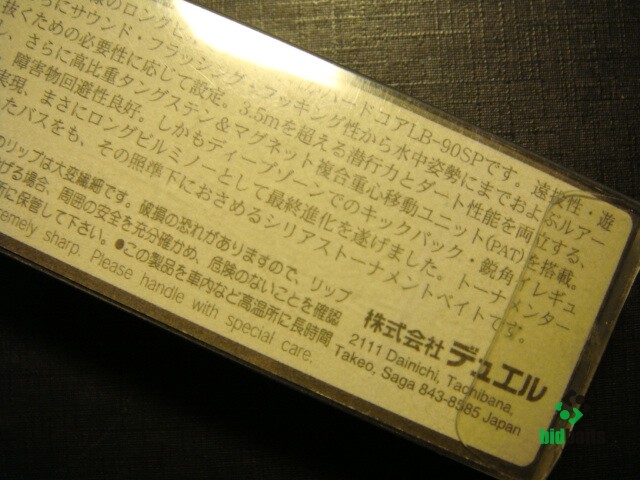 のロングビ
ハードコアLB-90SPです。遠投性・遊
らにサウンド・フラッシング・フッキング性から水中姿勢にまでおよぶルアー
抜くための必要性に応じて設定。3.5mを超える潜行力とダート性能を両立する、
し、さらに高比重タングステン&マグネット複合重心移動ユニット(PAT)を搭載。
障害物回避性良好。しかもディープゾーンでのキックバック・鋭角イレギュ
実現、まさにロングビルミノーとして最終進化を遂げました。トーナメンター
たバスをも、その照準下におさめるシリアストーナメントベイトです。
のリップは大変繊細です。破損の恐れがありますので、リップ
げる場合、周囲の安全を充分確かめ、危険のないことを確認
所に保管して下さい。●この製品を車内など高温所に長時間
tremely sharp. Please handle with special care.
株式会社 デュエル
2111 Dainichi, Tachibana,
Takeo, Saga 843-8585 Japan
bid